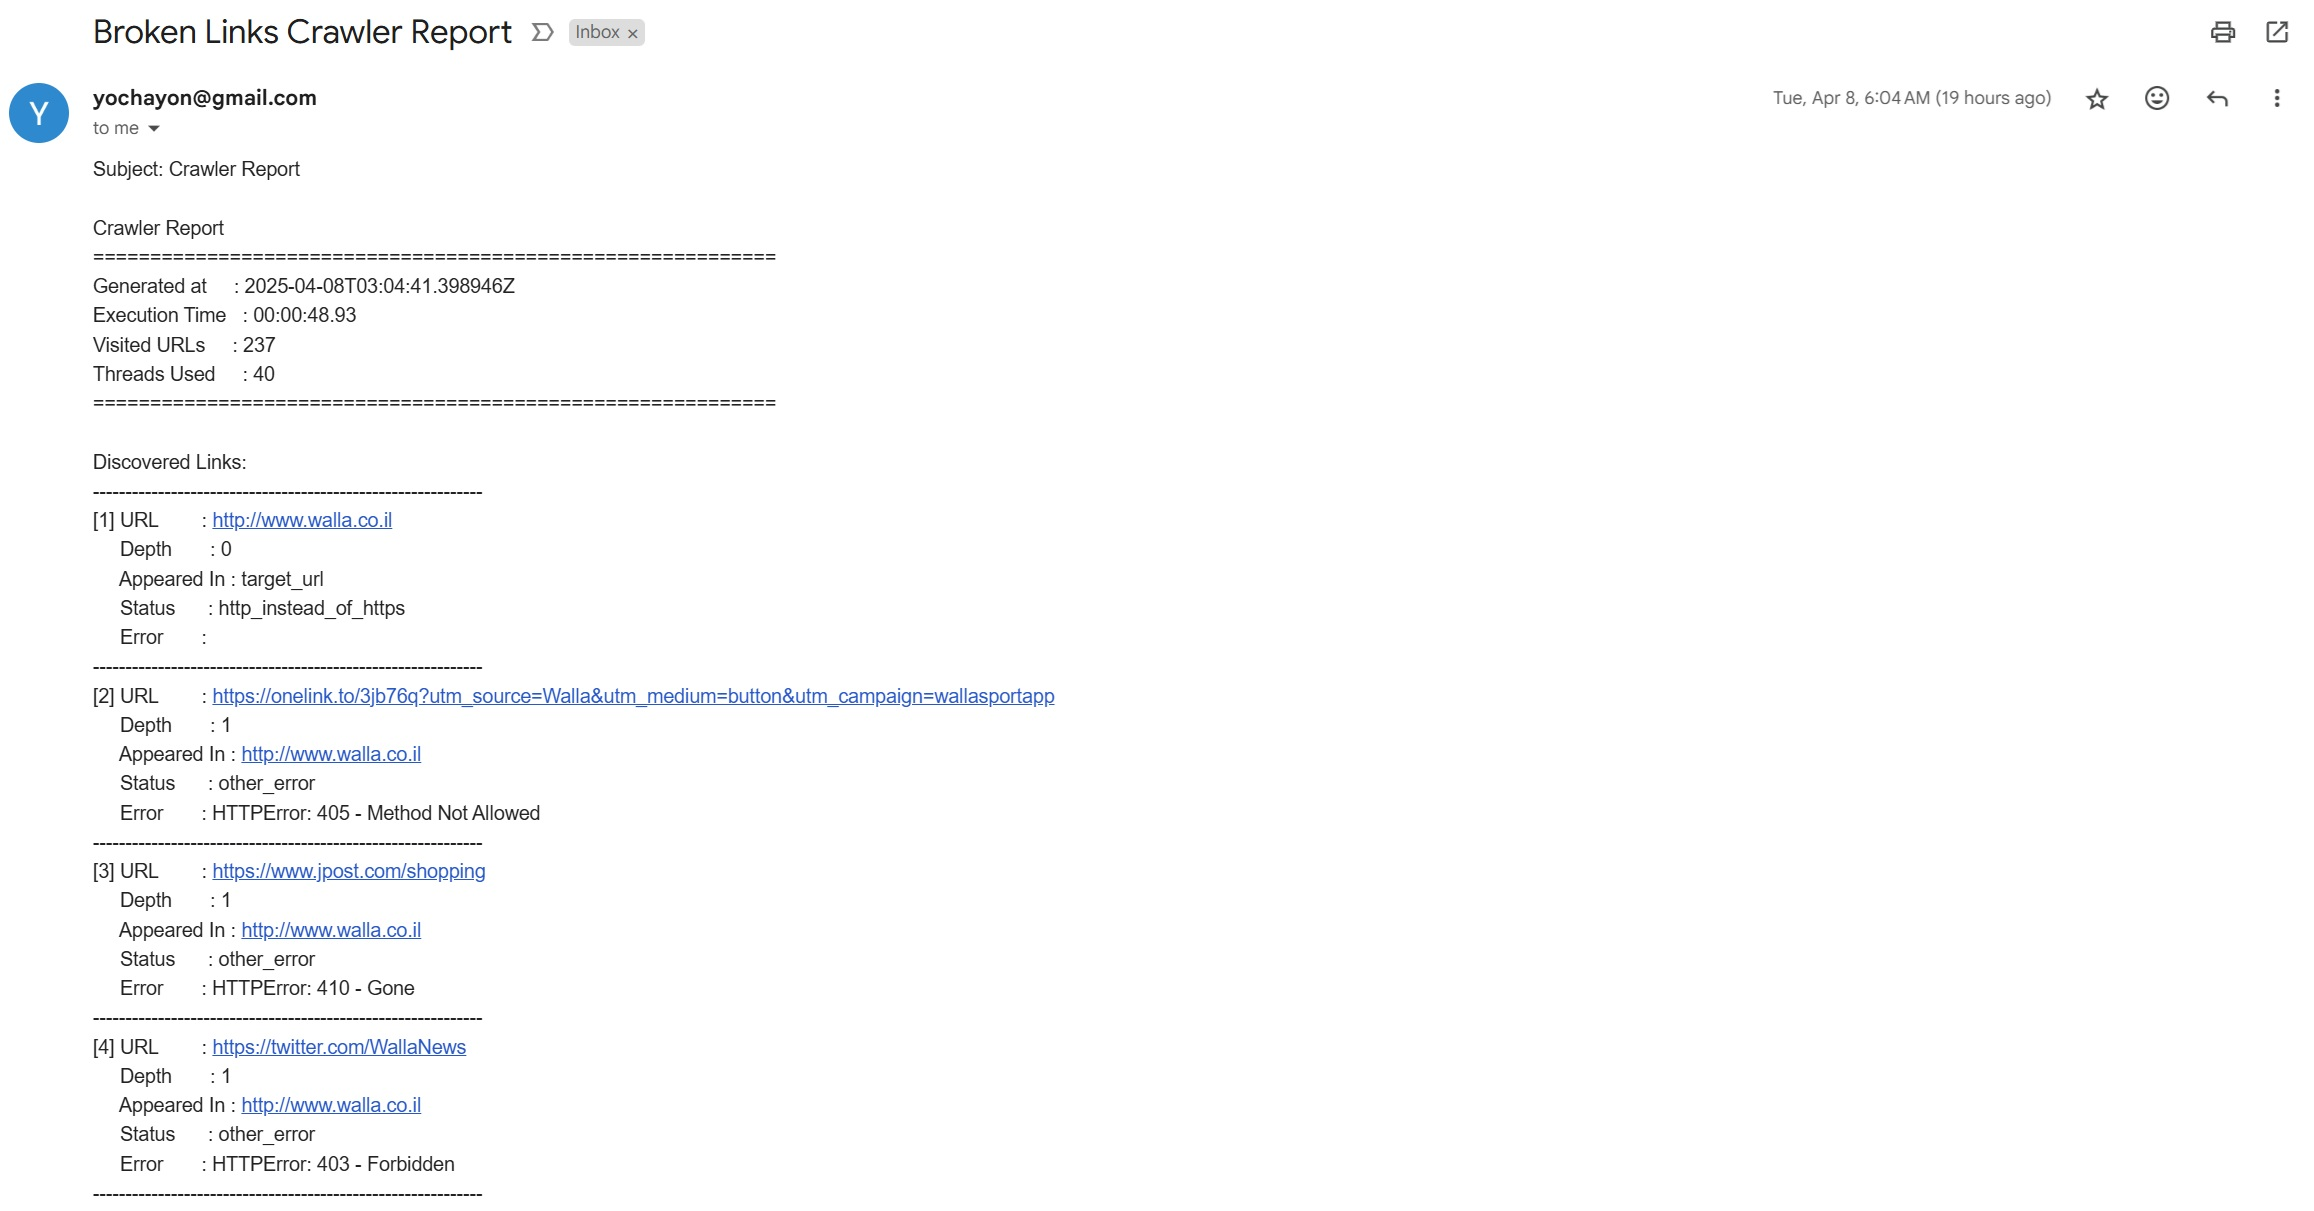 Broken Links Crawler Report
Inbox ×
Y
yochayon@gmail.com
Tue, Apr 8, 6:04 AM (19 hours ago)
to me
Subject: Crawler Report
Crawler Report
============================================================
Generated at : 2025-04-08T03:04:41.398946Z
Execution Time : 00:00:48.93
Visited URLs : 237
Threads Used : 40
============================================================
Discovered Links:
------------------------------------------------------------
[1] URL : http://www.walla.co.il
Depth : 0
Appeared In : target_url
Status : http_instead_of_https
Error :
------------------------------------------------------------
[2] URL : https://onelink.to/3jb76q?utm_source=Walla&utm_medium=button&utm_campaign=wallasportapp
Depth : 1
Appeared In : http://www.walla.co.il
Status : other_error
Error : HTTPError: 405 - Method Not Allowed
------------------------------------------------------------
[3] URL : https://www.jpost.com/shopping
Depth : 1
Appeared In : http://www.walla.co.il
Status : other_error
Error : HTTPError: 410 - Gone
------------------------------------------------------------
[4] URL : https://twitter.com/WallaNews
Depth : 1
Appeared In : http://www.walla.co.il
Status : other_error
Error : HTTPError: 403 - Forbidden
------------------------------------------------------------